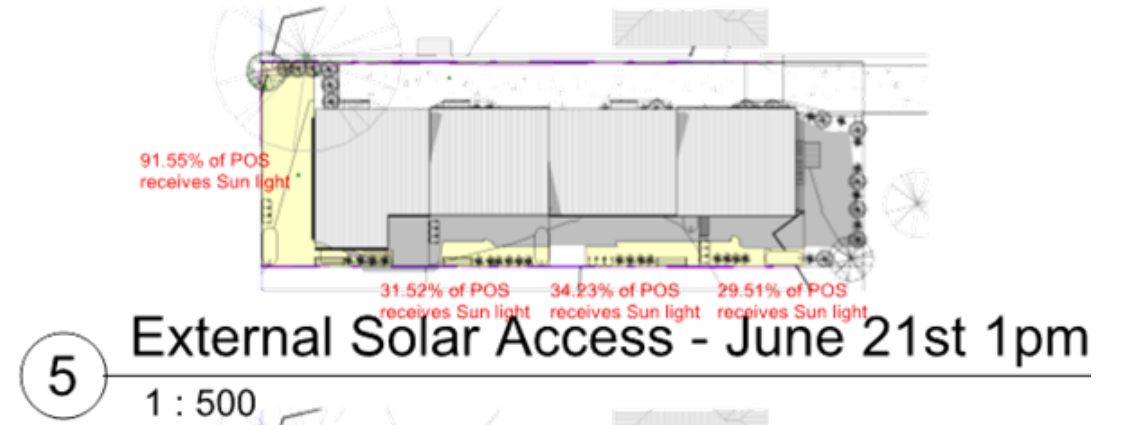 91.55% of POS
receives Sun light
31.52% of POS
receives Sun light
34.23% of POS
receives Sun light
29.51% of POS
receives Sun light
5
External Solar Access - June 21st 1pm
1 : 500